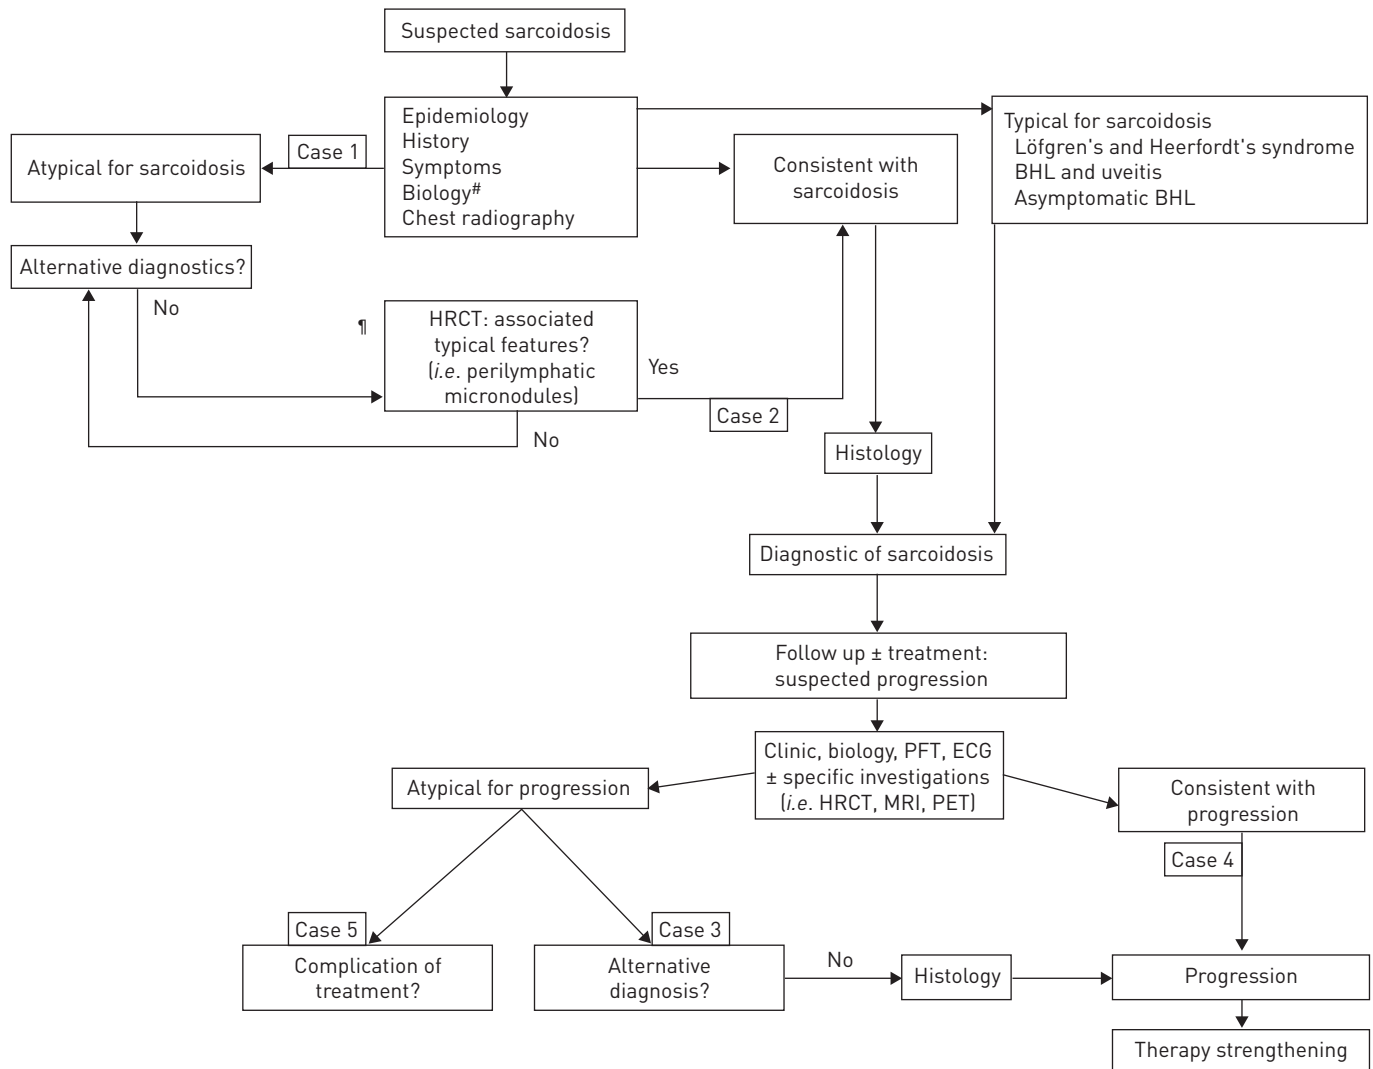 Suspected sarcoidosis
Epidemiology
History
Symptoms
Biology#
Chest radiography
Case 1
Atypical for sarcoidosis
Consistent with
sarcoidosis
Typical for sarcoidosis
Löfgren's and Heerfordt's syndrome
BHL and uveitis
Asymptomatic BHL
Alternative diagnostics?
No
¶
HRCT: associated
typical features?
(i.e. perilymphatic
micronodules)
Yes
Case 2
No
Histology
Diagnostic of sarcoidosis
Follow up ± treatment:
suspected progression
Clinic, biology, PFT, ECG
± specific investigations
(i.e. HRCT, MRI, PET)
Atypical for progression
Consistent with
progression
Case 4
Case 5
Complication of
treatment?
Case 3
Alternative
diagnosis?
No
Histology
Progression
Therapy strengthening